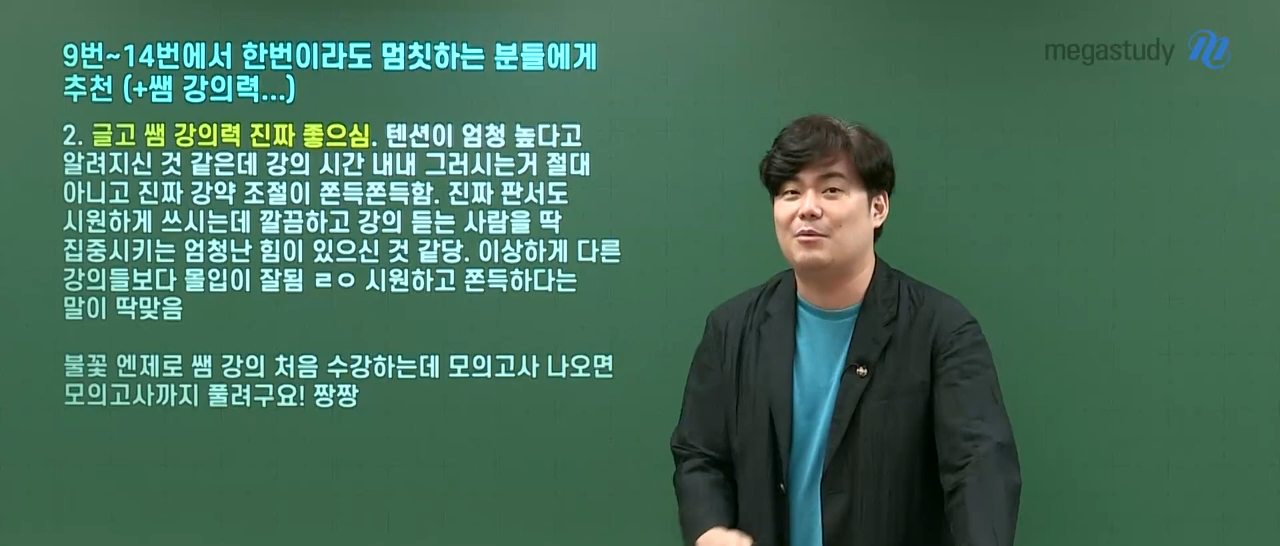 megastudy
9번~14번에서 한번이라도 멈칫하는 분들에게
추천 (+쌤 강의력...)
2. 글고 쌤 강의력 진짜 좋으심. 텐션이 엄청 높다고
알려지신 것 같은데 강의 시간 내내 그러시는거 절대
아니고 진짜 강약 조절이 쫀득쫀득함. 진짜 판서도
시원하게 쓰시는데 깔끔하고 강의 듣는 사람을 딱
집중시키는 엄청난 힘이 있으신 것 같당. 이상하게 다른
강의들보다 몰입이 잘됨 ㄹㅇ 시원하고 쫀득하다는
말이 딱맞음
불꽃 엔제로 쌤 강의 처음 수강하는데 모의고사 나오면
모의고사까지 풀려구요! 짱짱